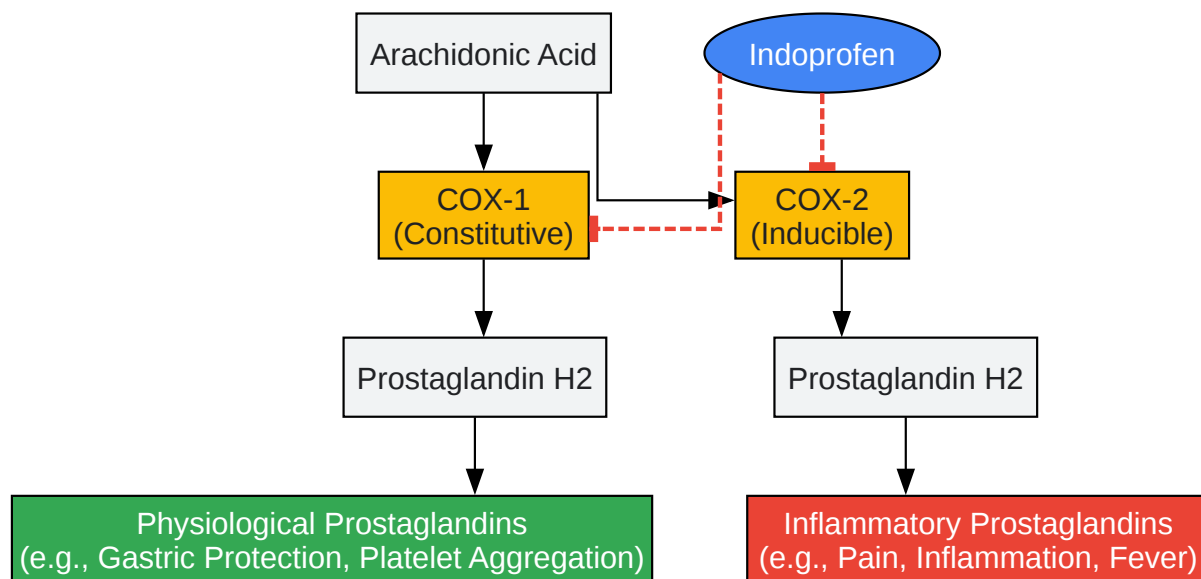 Arachidonic Acid
Indoprofen
COX-1
(Constitutive)
COX-2
(Inducible)
Prostaglandin H2
Prostaglandin H2
Physiological Prostaglandins
(e.g., Gastric Protection, Platelet Aggregation)
Inflammatory Prostaglandins
(e.g., Pain, Inflammation, Fever)